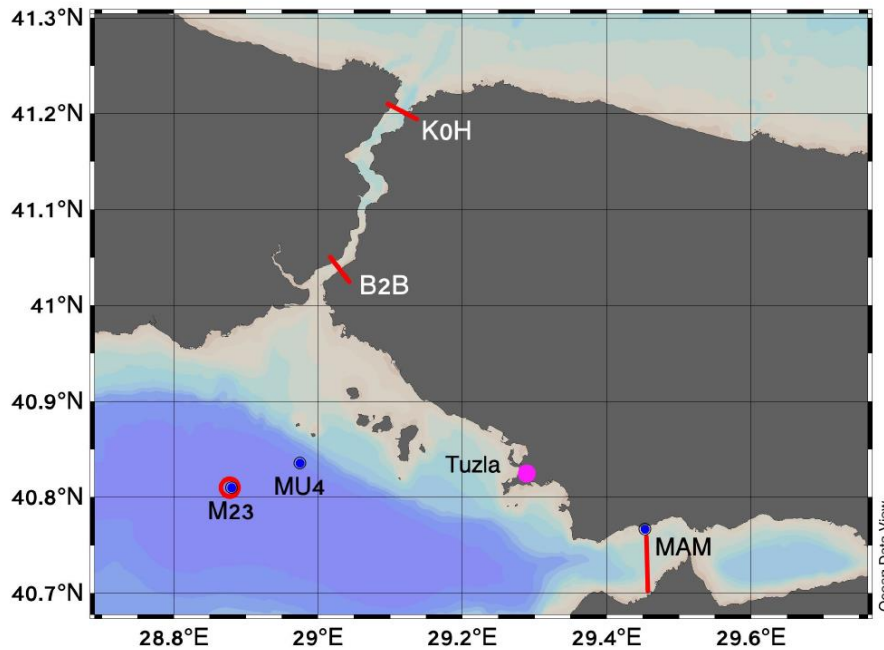 41.3°N
41.2°N
41.1°N
41°N
40.9°N
40.8°N
40.7°N
K0H
B2B
Tuzla
MU4
M23
MAM
28.8°E
29°E
29.2°E
29.4°E
29.6°E
Ocean Data View